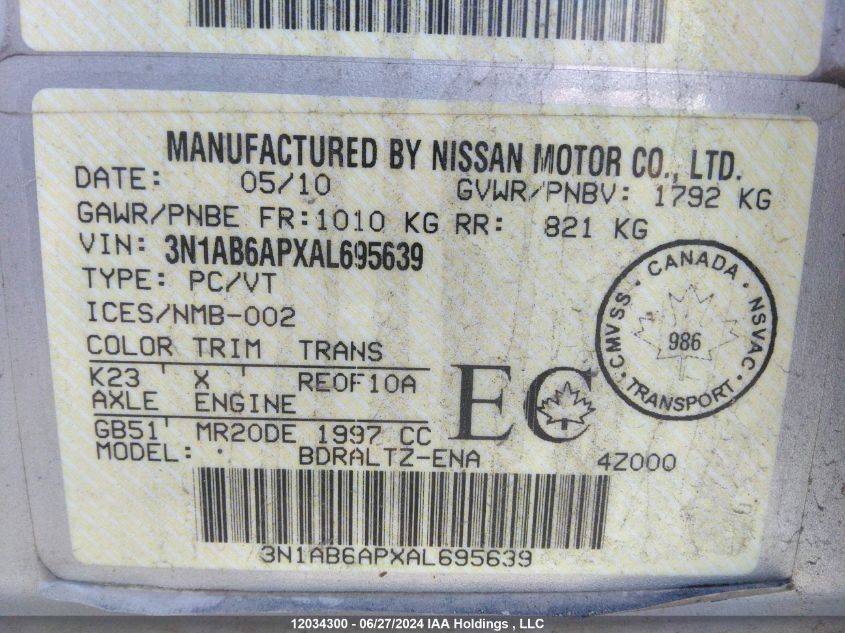 MANUFACTURED BY NISSAN MOTOR CO., LTD.
DATE: 05/10 GVWR/PNBV: 1792 KG
GAWR/PNBE FR:1010 KG RR: 821 KG
VIN: 3N1AB6APXAL695639
TYPE: PC/VT
ICES/NMB-002
COLOR TRIM TRANS
K23 ' X ' RE0F10A
AXLE ENGINE
GB51' MR20DE 1997 CC
MODEL: BDRALTZ-ENA 4Z000
EC
CMVSS · CANADA · NSVAC · TRANSPORT ·
986
3N1AB6APXAL695639
12034300 - 06/27/2024 IAA Holdings , LLC